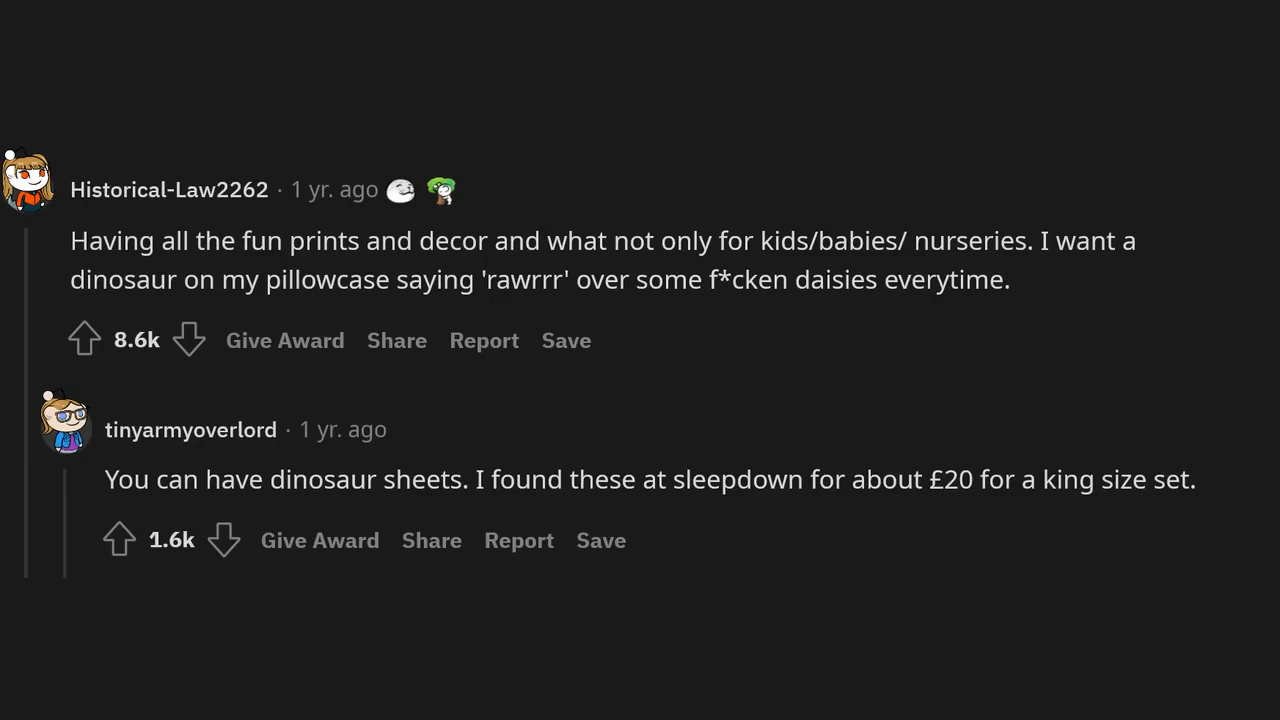 Historical-Law2262 · 1 yr. ago
Having all the fun prints and decor and what not only for kids/babies/ nurseries. I want a
dinosaur on my pillowcase saying 'rawrrr' over some f*cken daisies everytime.
8.6k Give Award Share Report Save
tinyarmyoverlord · 1 yr. ago
You can have dinosaur sheets. I found these at sleepdown for about £20 for a king size set.
1.6k Give Award Share Report Save